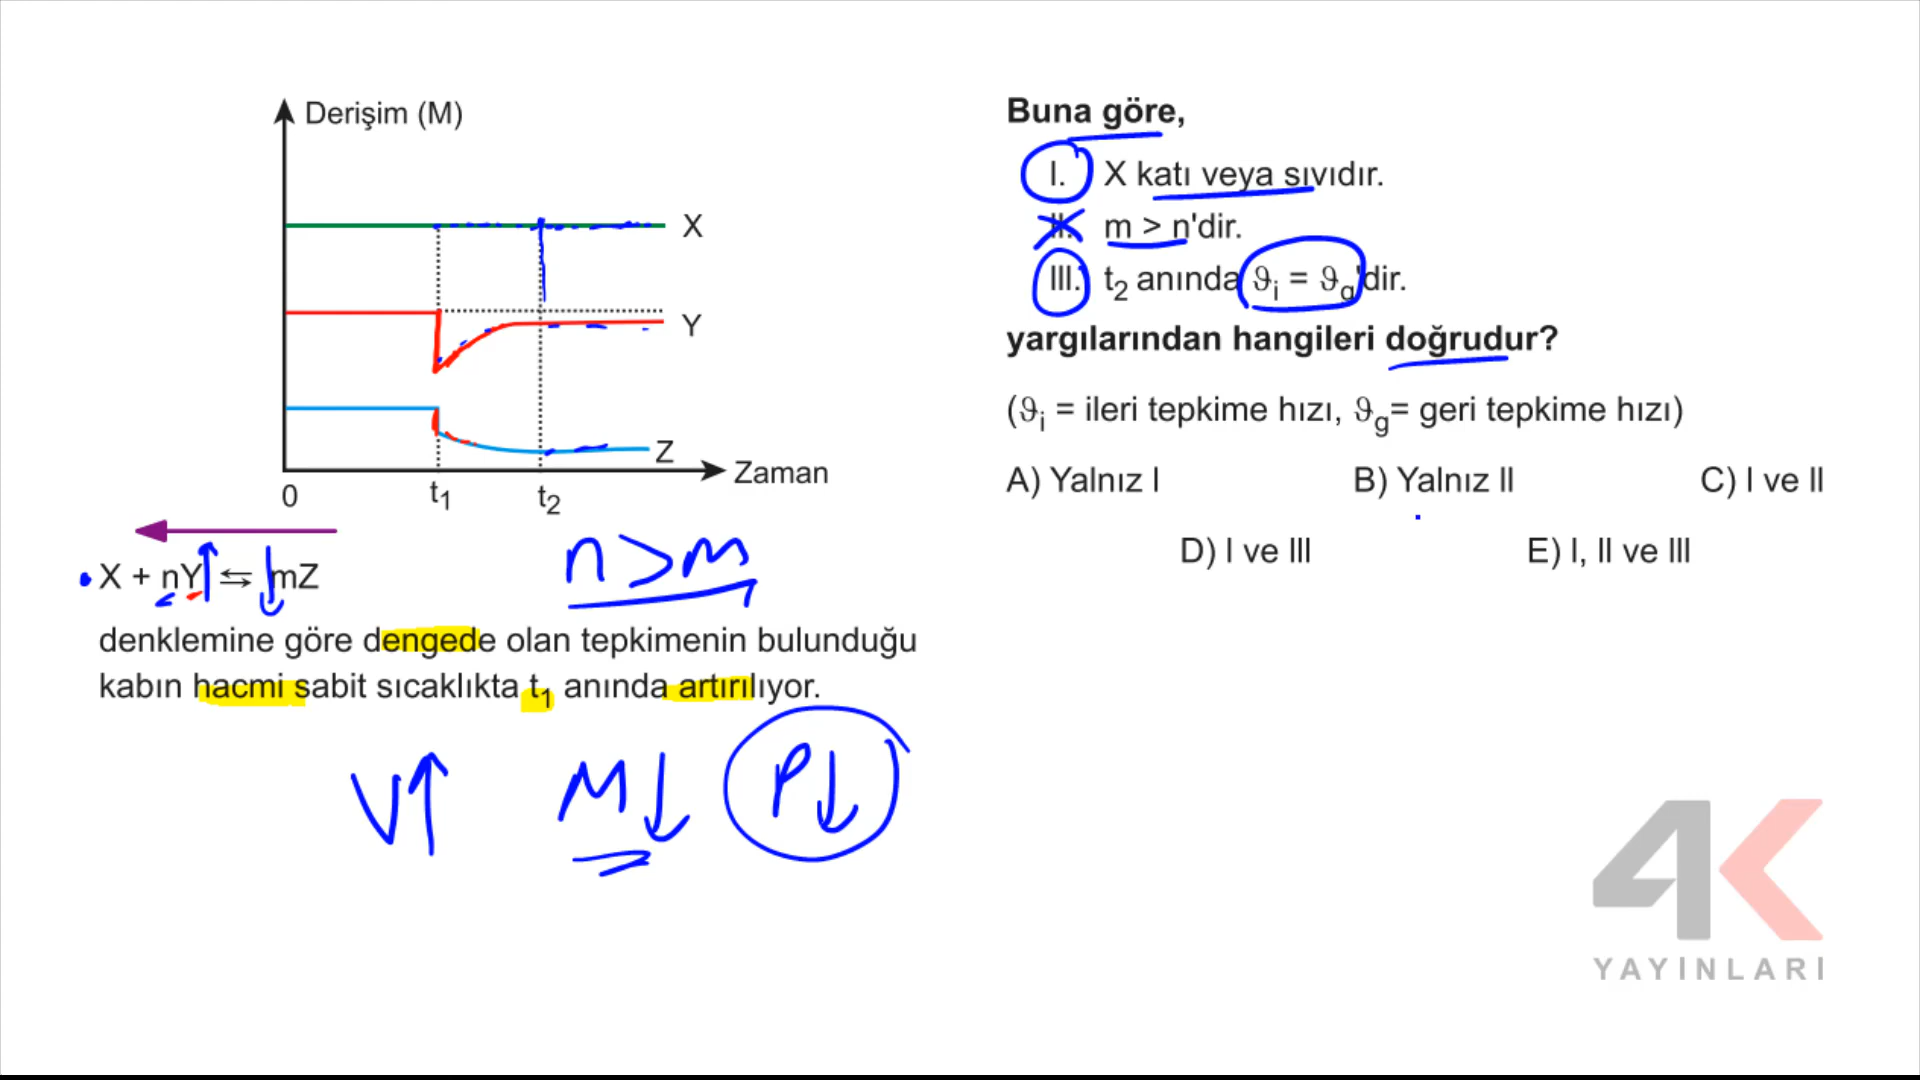 Derişim (M)
X
Y
Z
Zaman
0
t1
t2
X + nY ⇆ mZ
n > m
denklemine göre dengede olan tepkimenin bulunduğu
kabın hacmi sabit sıcaklıkta t1 anında artırılıyor.
V↑ M↓ P↓
Buna göre,
I. X katı veya sıvıdır.
II. m > n'dir.
III. t2 anında ϑi = ϑg'dir.
yargılarından hangileri doğrudur?
(ϑi = ileri tepkime hızı, ϑg= geri tepkime hızı)
A) Yalnız I B) Yalnız II C) I ve II
D) I ve III E) I, II ve III
4K
YAYINLARI